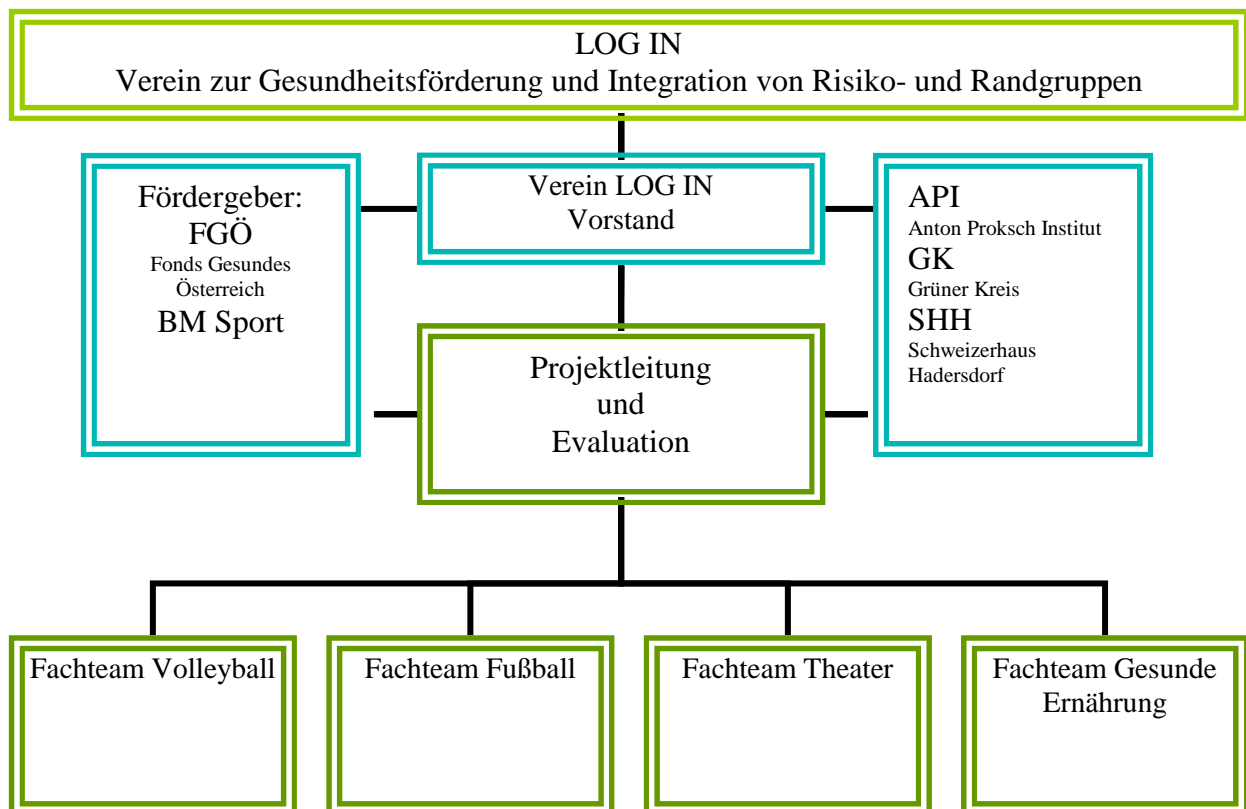 LOG IN
Verein zur Gesundheitsförderung und Integration von Risiko- und Randgruppen
Fördergeber:
FGÖ
Fonds Gesundes
Österreich
BM Sport
Verein LOG IN
Vorstand
API
Anton Proksch Institut
GK
Grüner Kreis
SHH
Schweizerhaus
Hadersdorf
Projektleitung
und
Evaluation
Fachteam Volleyball
Fachteam Fußball
Fachteam Theater
Fachteam Gesunde
Ernährung